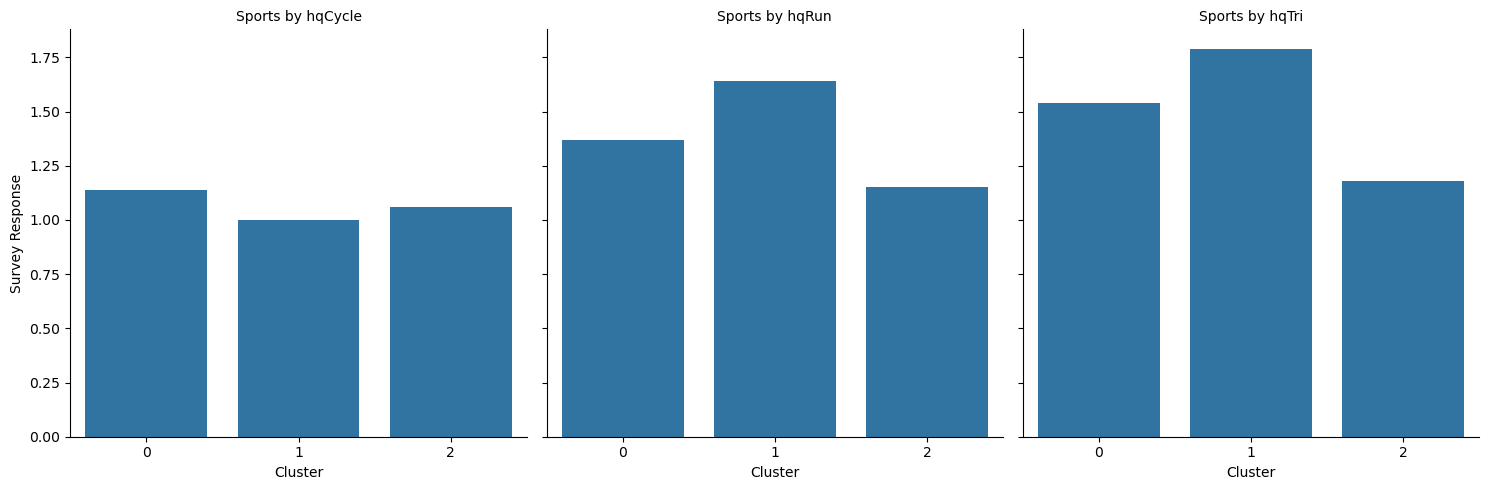 Sports by hqCycle
Sports by hqRun
Sports by hqTri
Survey Response
1.75
1.50
1.25
1.00
0.75
0.50
0.25
0.00
0 1 2
0 1 2
0 1 2
Cluster
Cluster
Cluster